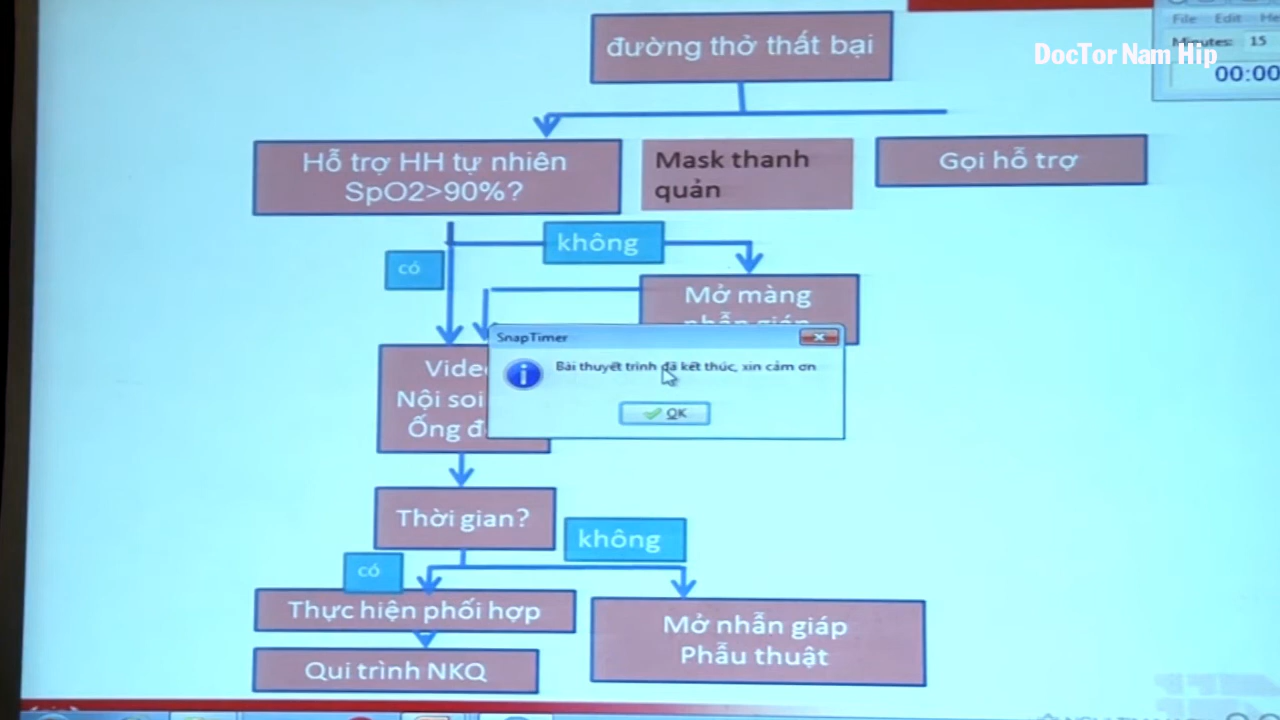 đường thở thất bại
File Edit He
Minutes: 15
DocTor Nam Hip
00:00
Hỗ trợ HH tự nhiên
SpO2>90%?
Mask thanh
quản
Gọi hỗ trợ
không
có
Mở màng
nhẫn giáp
SnapTimer
Bài thuyết trình đã kết thúc, xin cảm ơn
OK
Nội soi
Thời gian?
không
có
Thực hiện phối hợp
Mở nhẫn giáp
Phẫu thuật
Qui trình NKQ